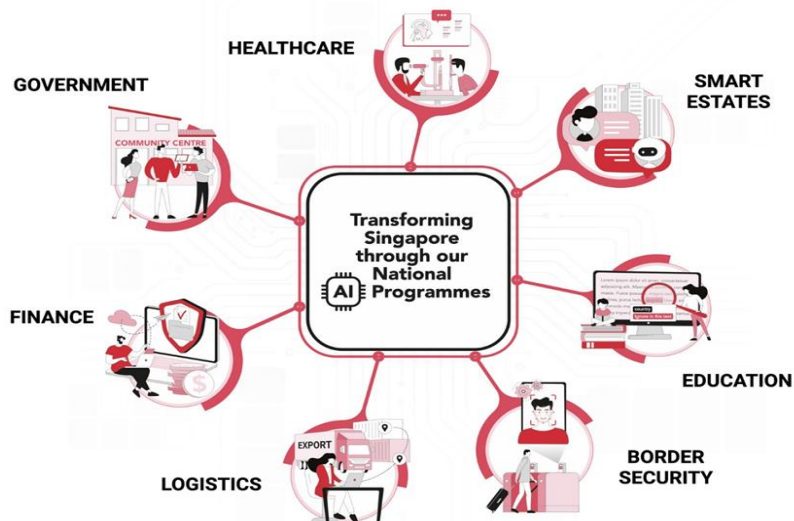 HEALTHCARE
GOVERNMENT
SMART
ESTATES
COMMUNITY CENTRE
Transforming
Singapore
through our
National
AI Programmes
FINANCE
EDUCATION
EXPORT
LOGISTICS
BORDER
SECURITY